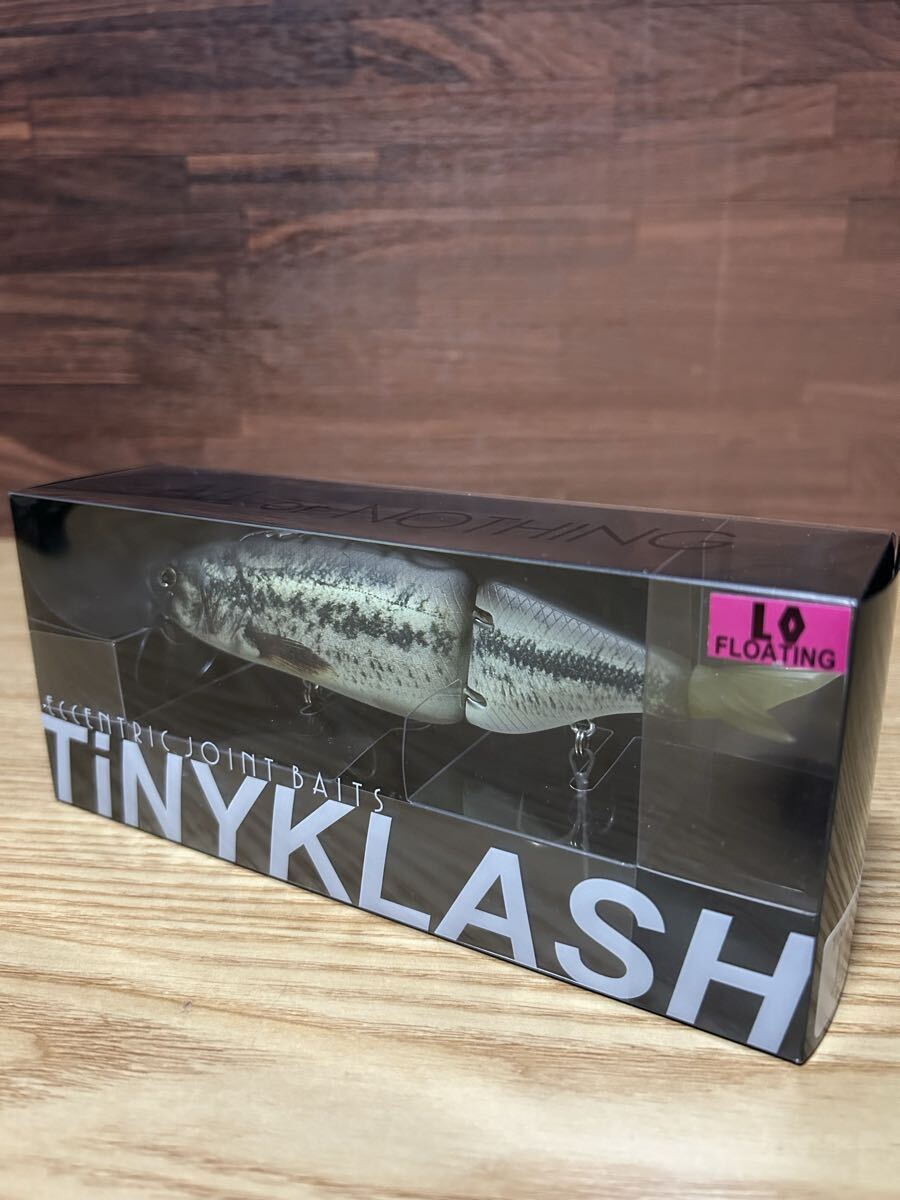 ALL OR NOTHING
LO
FLOATING
ECCENTRIC JOINT BAITS
TiNYKLASH